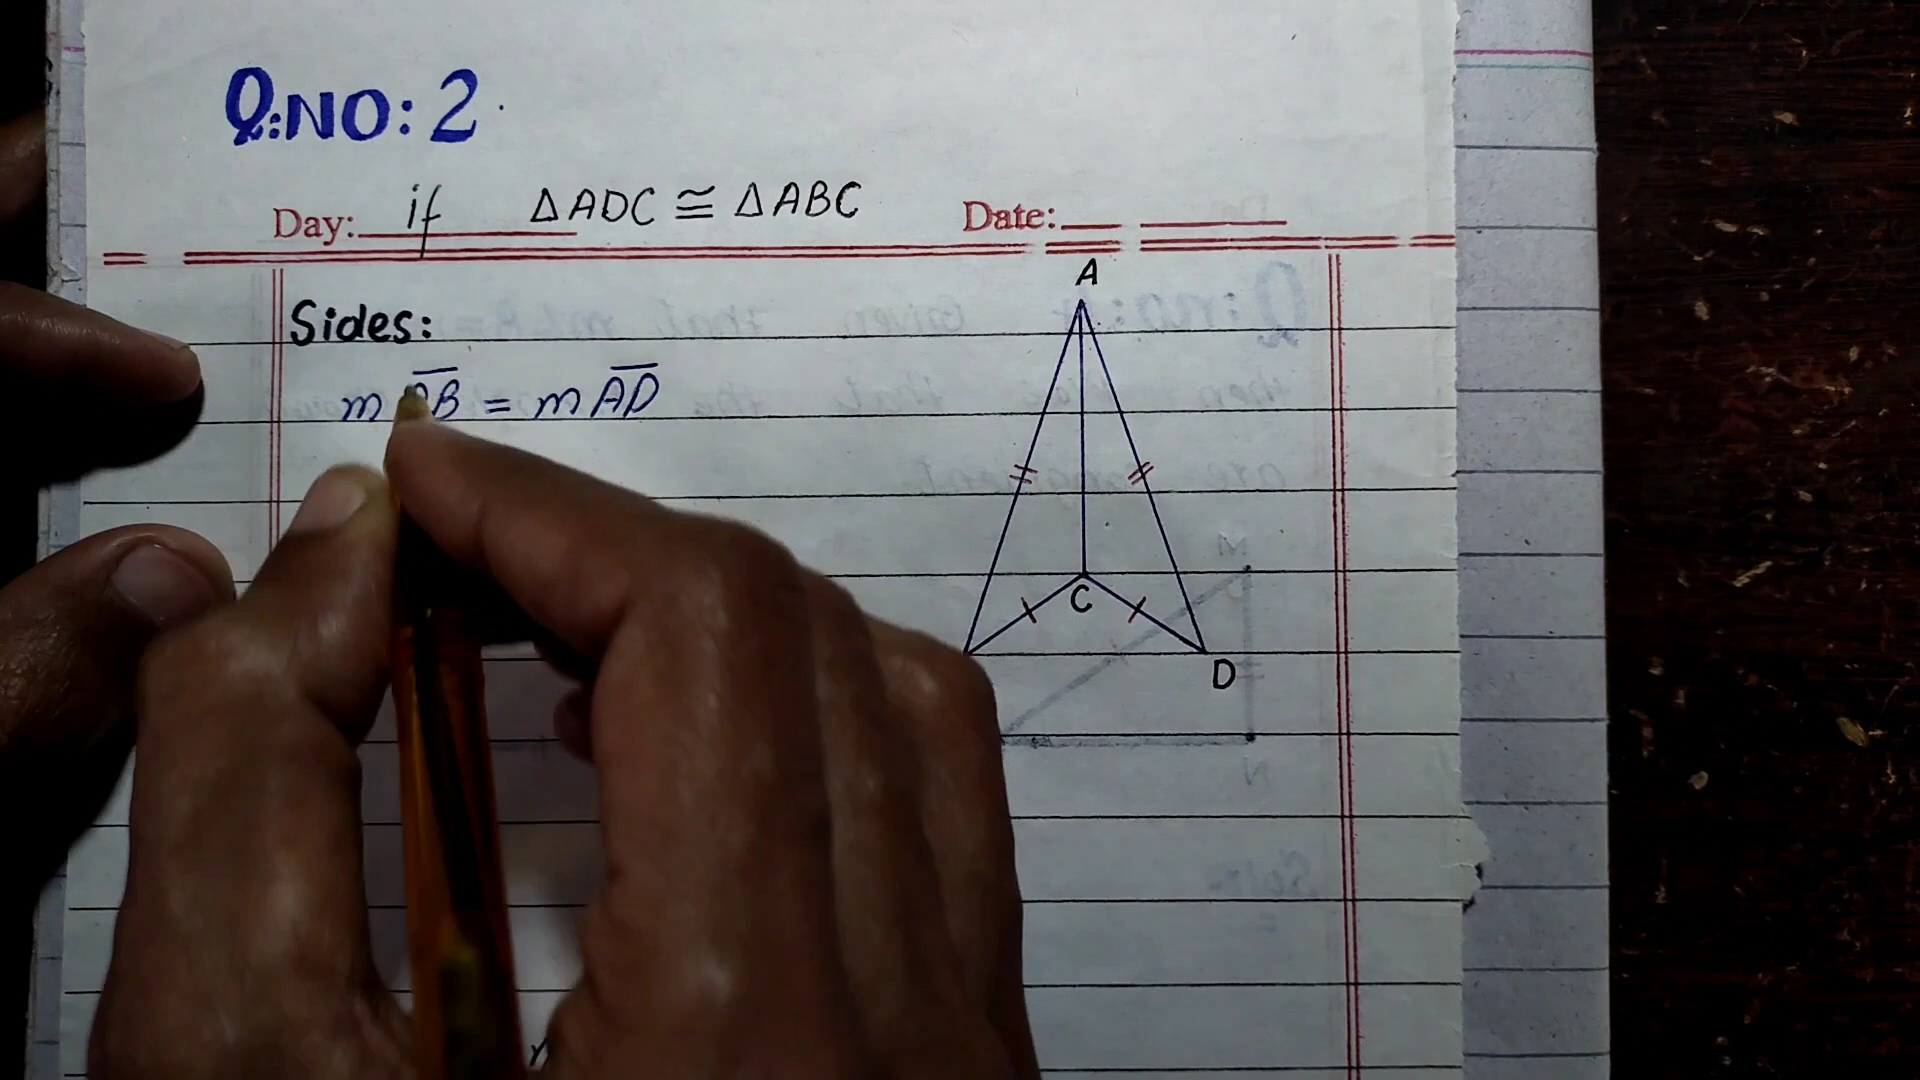 Q:NO: 2
Day: if ΔADC ≅ ΔABC Date:
A
Sides:
m AB = m AD
C
D
M
N